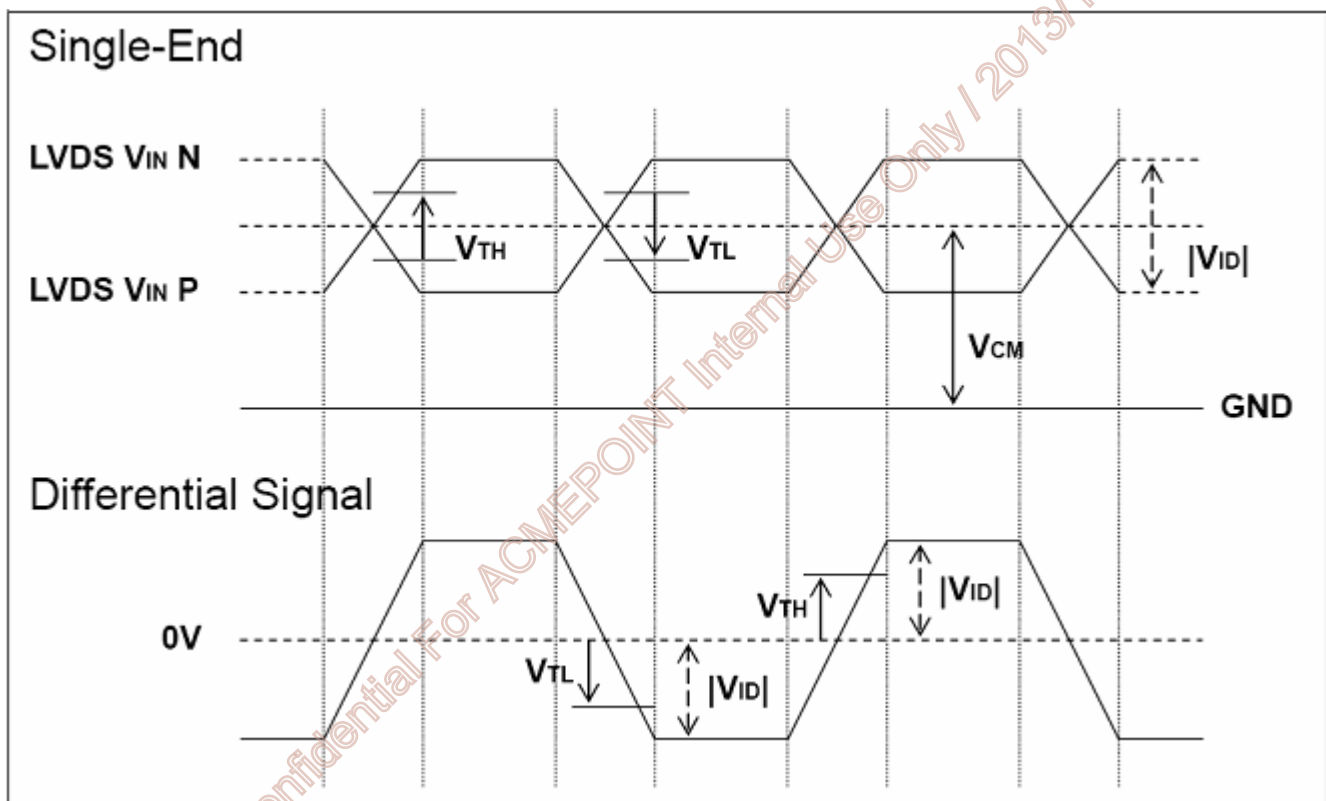 Single-End
LVDS VIN N
VTH
VTL
|VID|
LVDS VIN P
VCM
GND
Differential Signal
VTH
|VID|
0V
VTL
|VID|
onfidential For ACMEPOINT Internal Use Only / 2013/